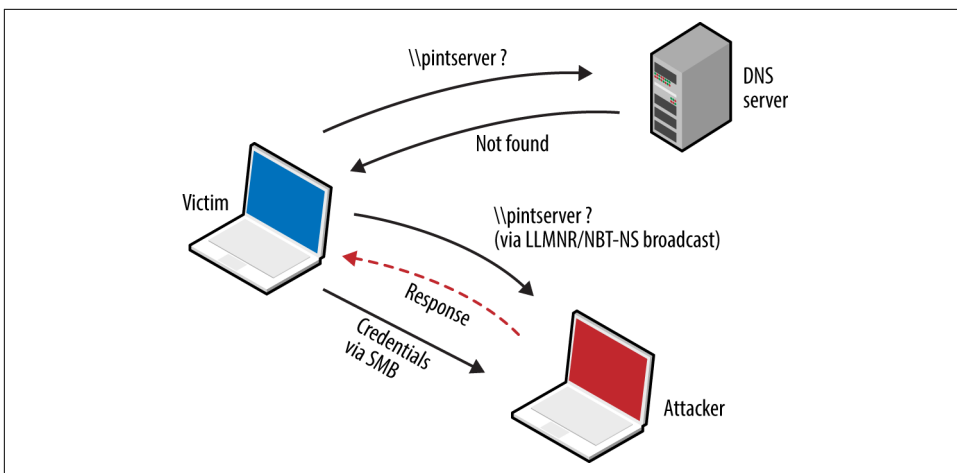 \\pintserver ?
DNS
server
Not found
Victim
\\pintserver ?
(via LLMNR/NBT-NS broadcast)
Response
Credentials
via SMB
Attacker